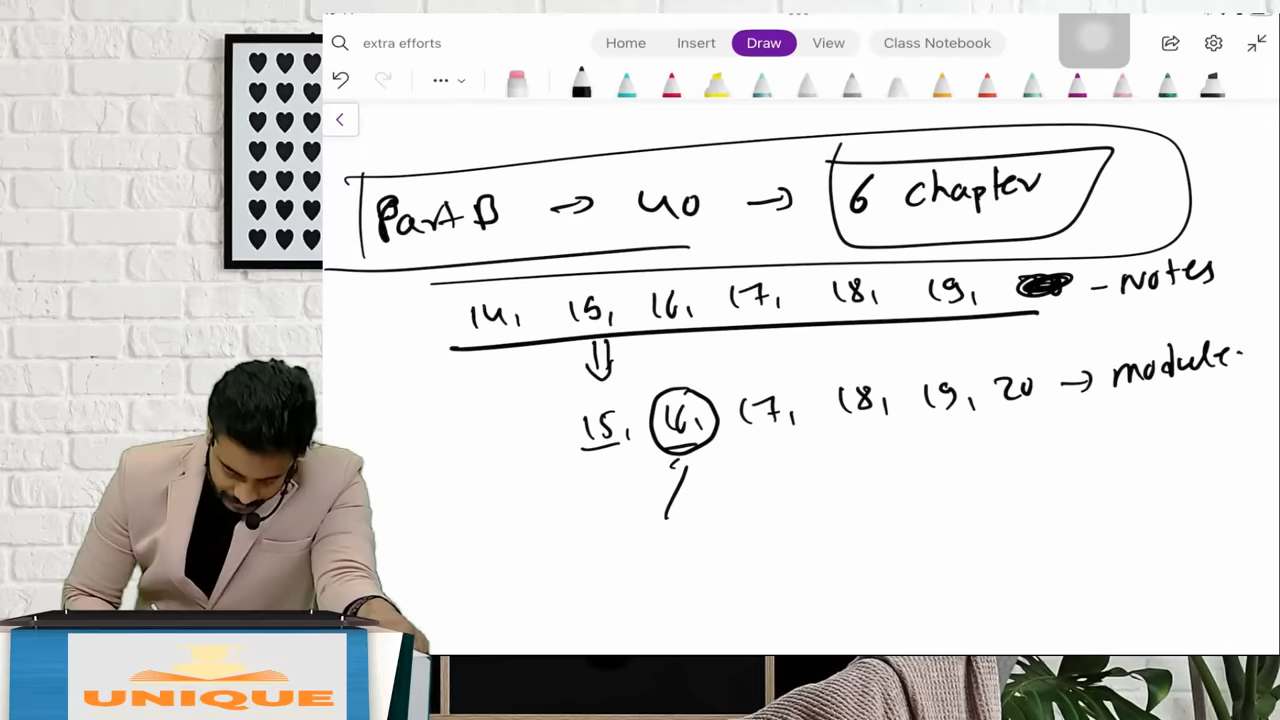 extra efforts
Home Insert Draw View Class Notebook
Part B → 40 → 6 chapter
14, 15, 16, 17, 18, 19, - Notes
15, 16, 17, 18, 19, 20 → module.
UNIQUE